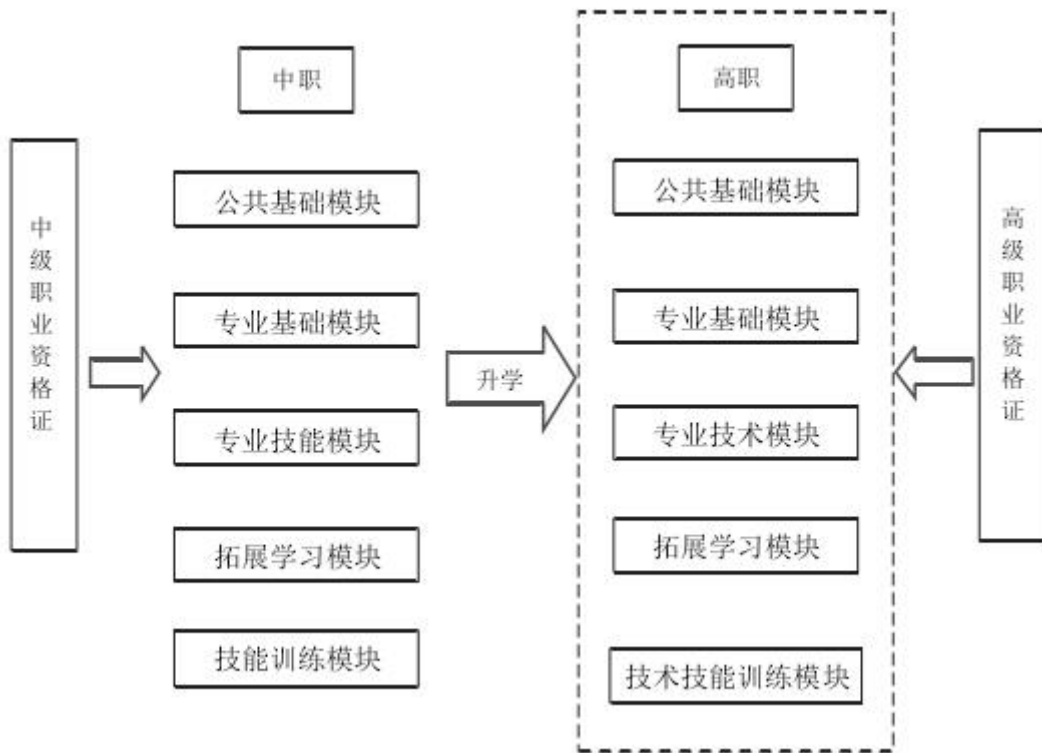 中职
高职
中级职业资格证
公共基础模块
专业基础模块
专业技能模块
拓展学习模块
技能训练模块
升学
公共基础模块
专业基础模块
专业技术模块
拓展学习模块
技术技能训练模块
高级职业资格证